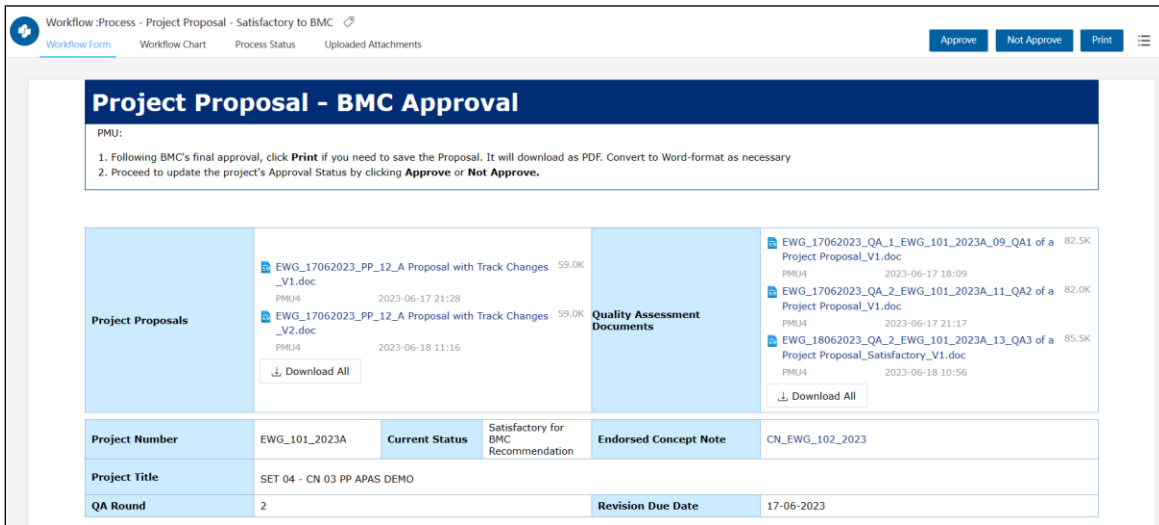 Workflow :Process - Project Proposal - Satisfactory to BMC
Workflow Form Workflow Chart Process Status Uploaded Attachments
Approve Not Approve Print
Project Proposal - BMC Approval
PMU:
1. Following BMC's final approval, click Print if you need to save the Proposal. It will download as PDF. Convert to Word-format as necessary
2. Proceed to update the project's Approval Status by clicking Approve or Not Approve.
Project Proposals
EWG_17062023_PP_12_A Proposal with Track Changes 59.0K
_V1.doc
PMU4 2023-06-17 21:28
EWG_17062023_PP_12_A Proposal with Track Changes 59.0K
_V2.doc
PMU4 2023-06-18 11:16
Download All
Quality Assessment
Documents
EWG_17062023_QA_1_EWG_101_2023A_09_QA1 of a 82.5K
Project Proposal_V1.doc
PMU4 2023-06-17 18:09
EWG_17062023_QA_2_EWG_101_2023A_11_QA2 of a 82.0K
Project Proposal_V1.doc
PMU4 2023-06-17 21:17
EWG_18062023_QA_2_EWG_101_2023A_13_QA3 of a 85.5K
Project Proposal_Satisfactory_V1.doc
PMU4 2023-06-18 10:56
Download All
Project Number EWG_101_2023A Current Status
Satisfactory for
BMC
Recommendation
Endorsed Concept Note CN_EWG_102_2023
Project Title SET 04 - CN 03 PP APAS DEMO
QA Round 2 Revision Due Date 17-06-2023